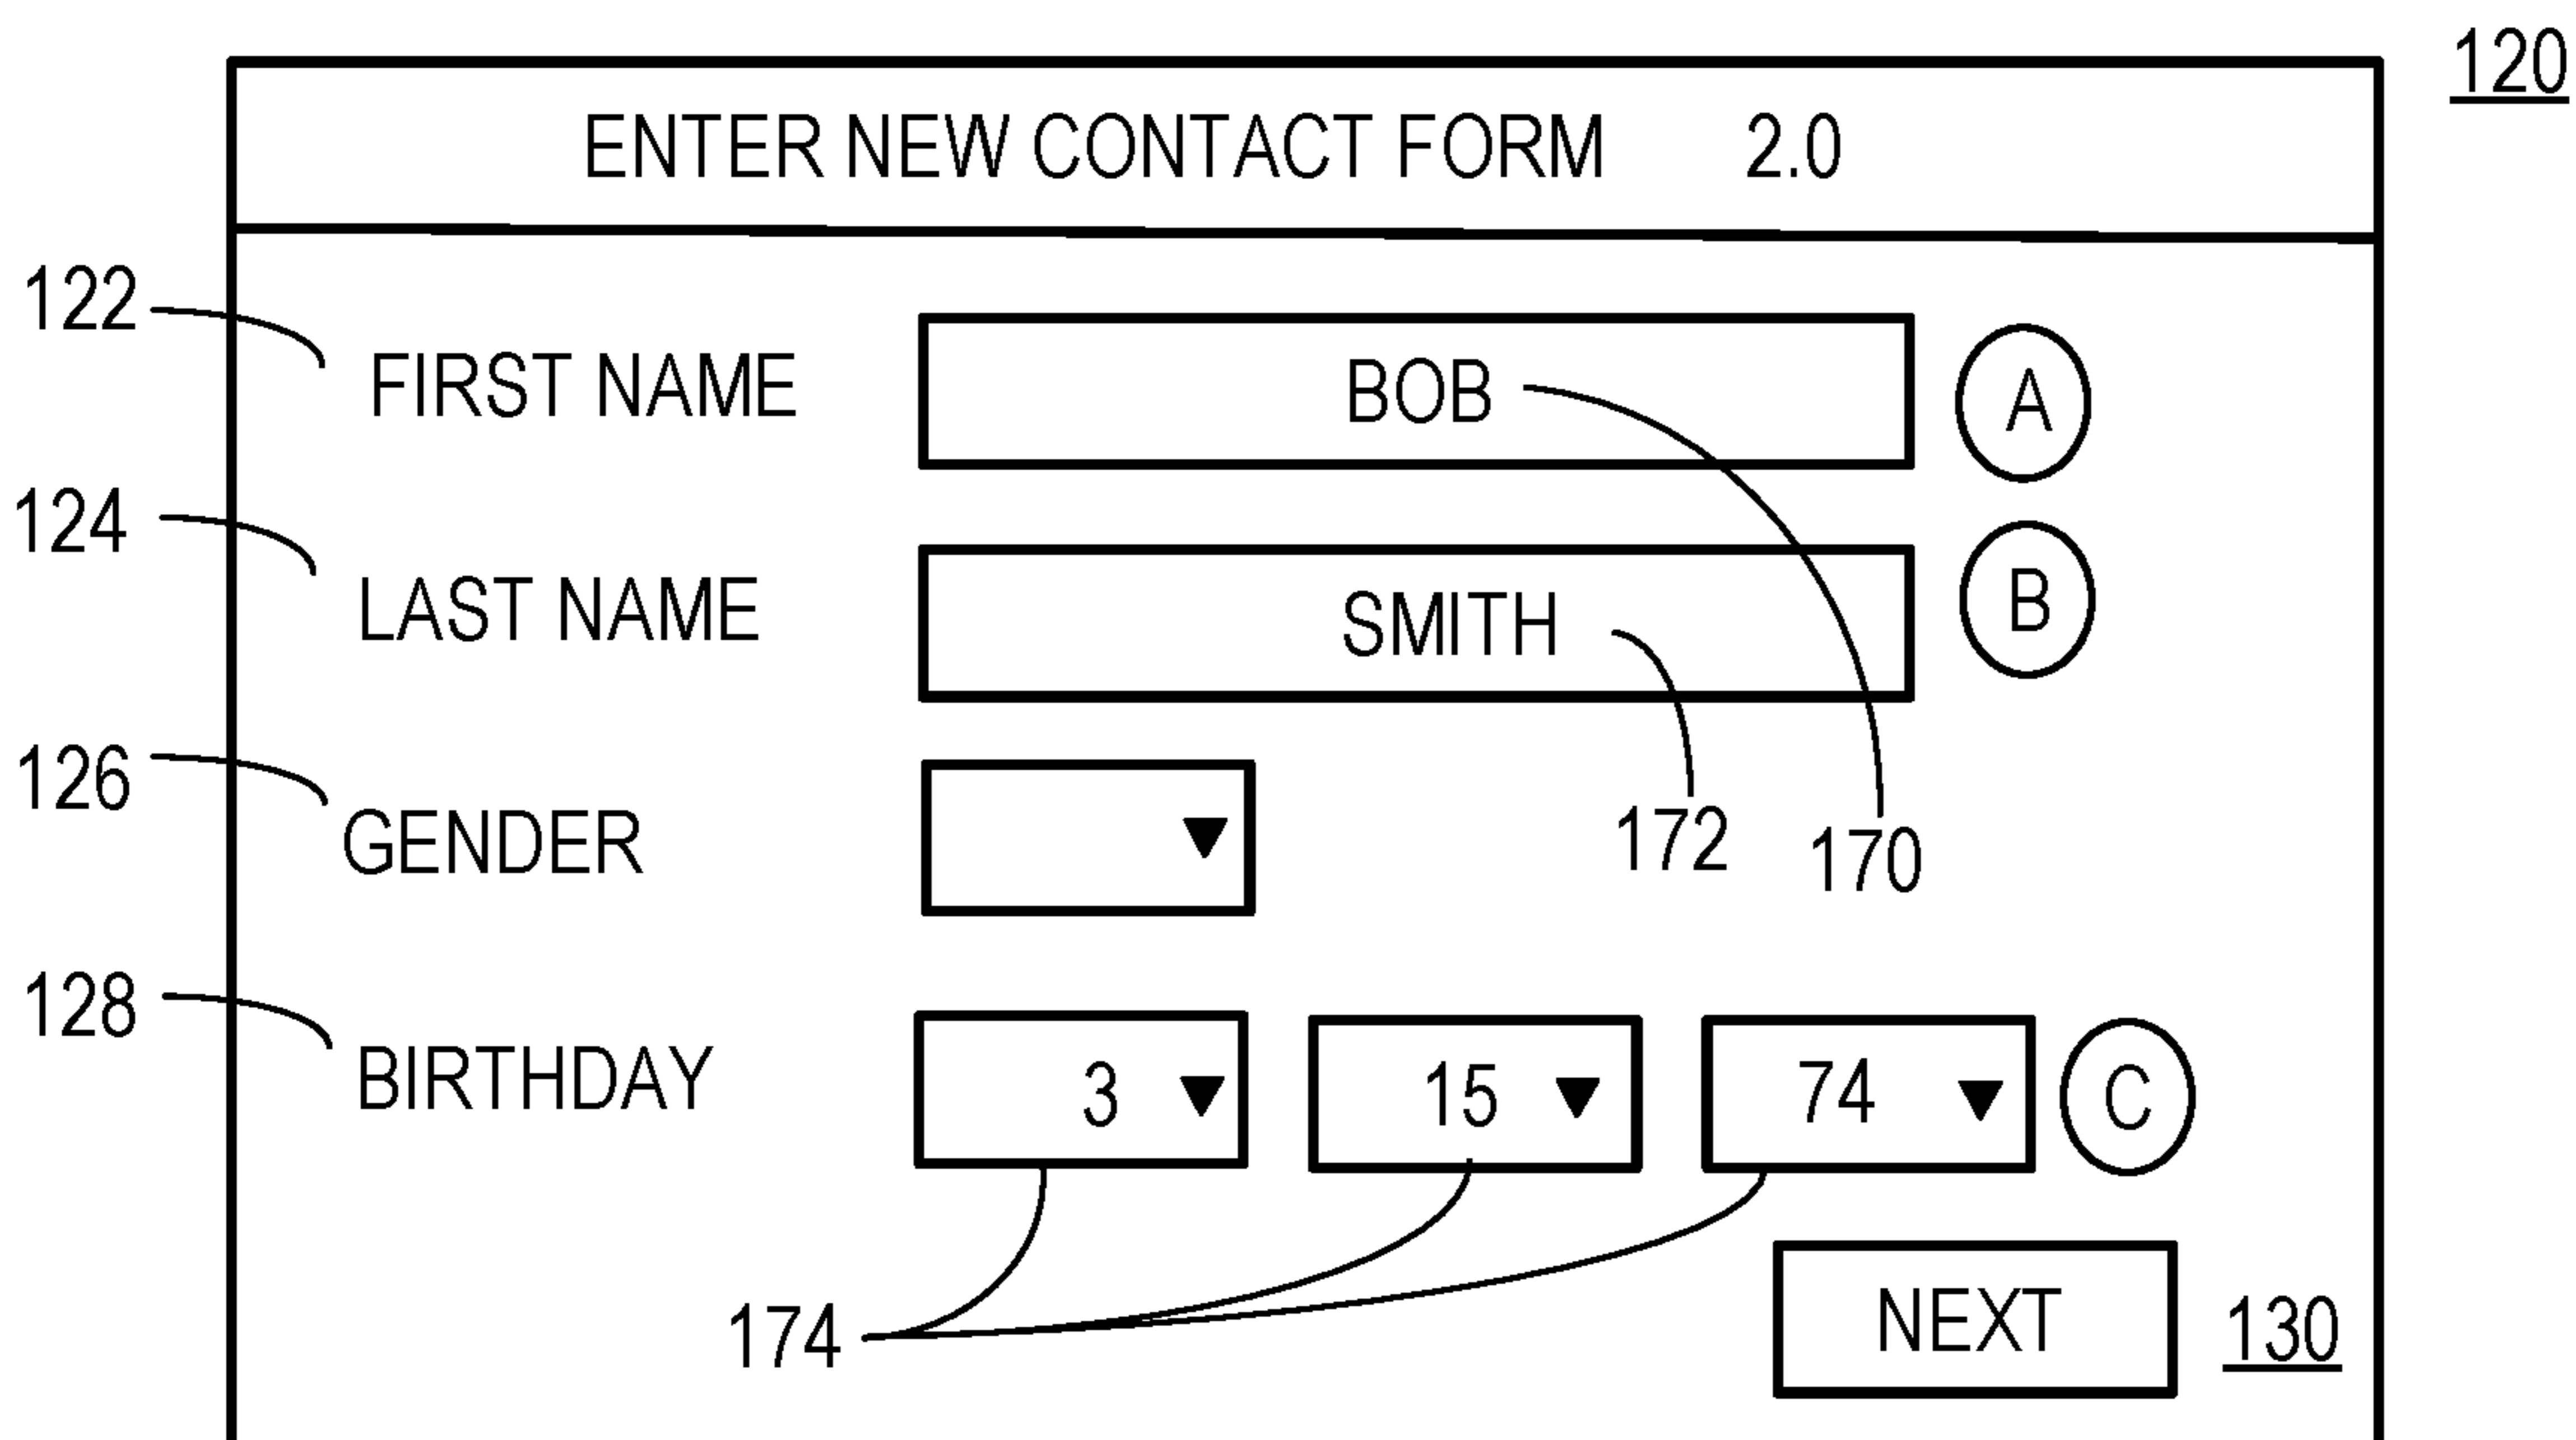 120
ENTER NEW CONTACT FORM 2.0
122
FIRST NAME BOB A
124
LAST NAME SMITH B
126
GENDER
172 170
128
BIRTHDAY 3 15 74 C
174
NEXT 130